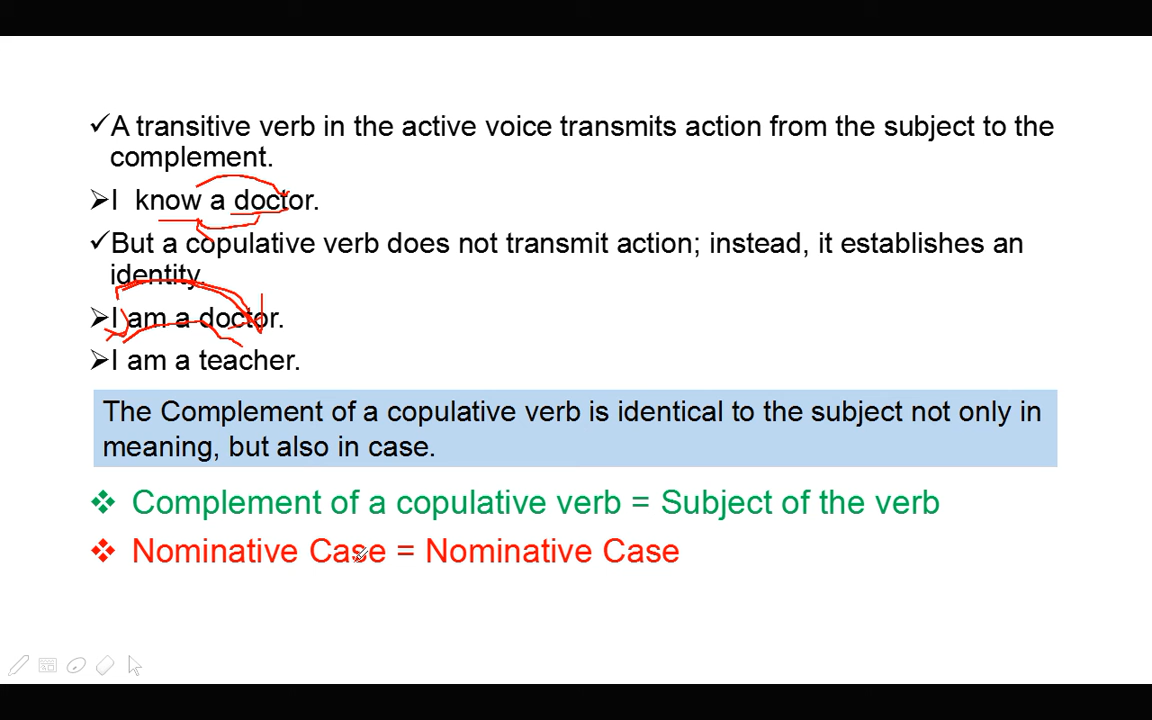 ✓A transitive verb in the active voice transmits action from the subject to the
complement.
➢I know a doctor.
✓But a copulative verb does not transmit action; instead, it establishes an
identity.
➢I am a doctor.
➢I am a teacher.
The Complement of a copulative verb is identical to the subject not only in
meaning, but also in case.
❖ Complement of a copulative verb = Subject of the verb
❖ Nominative Case = Nominative Case